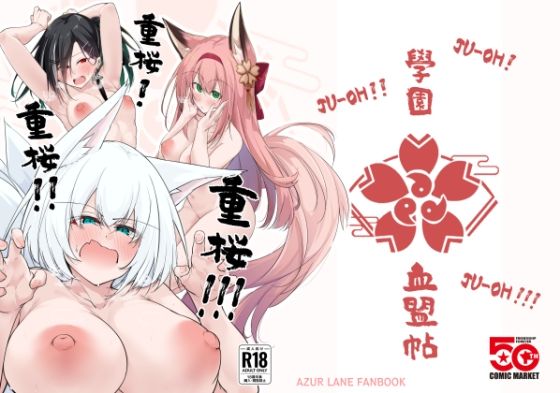 重桜?
重桜!!
重桜!!!
R18
ADULT ONLY
JU-OH?
JU-OH!!
JU-OH!!!
學園
血盟帖
AZUR LANE FANBOOK
50TH
COMIC MARKET